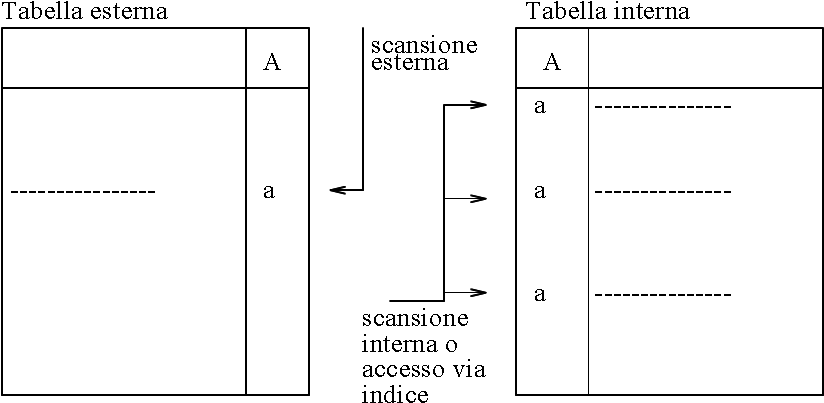 Tabella esterna
A
a
scansione
esterna
scansione
interna o
accesso via
indice
Tabella interna
A
a
a
a